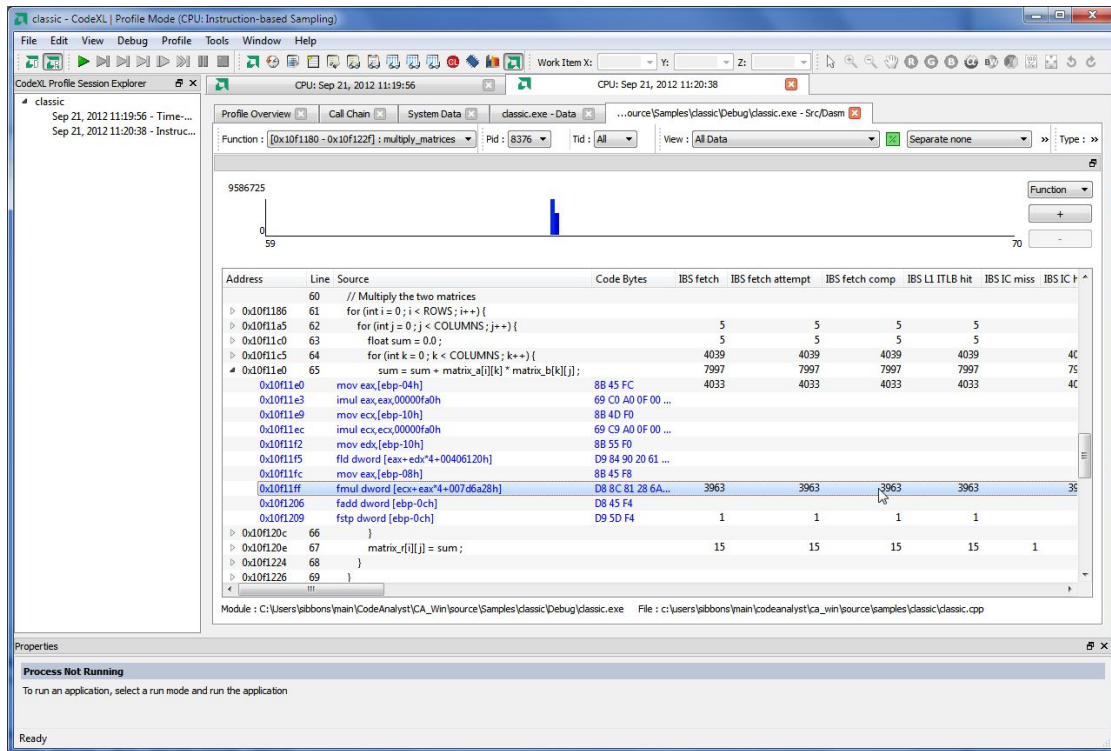 classic - CodeXL | Profile Mode (CPU: Instruction-based Sampling)
File Edit View Debug Profile Tools Window Help
Work Item X: Y: Z:
CodeXL Profile Session Explorer
CPU: Sep 21, 2012 11:19:56 CPU: Sep 21, 2012 11:20:38
classic
Sep 21, 2012 11:19:56 - Time-...
Sep 21, 2012 11:20:38 - Instruc...
Profile Overview Call Chain System Data classic.exe - Data ...ource\Samples\classic\Debug\classic.exe - Src/Dasm
Function : [0x10f1180 - 0x10f122f] : multiply_matrices Pid : 8376 Tid : All View : All Data Separate none » Type : »
9586725
Function
+
0
-
59 70
Address Line Source Code Bytes IBS fetch IBS fetch attempt IBS fetch comp IBS L1 ITLB hit IBS IC miss IBS IC h
60 // Multiply the two matrices
0x10f1186 61 for (int i = 0 ; i < ROWS ; i++) {
0x10f11a5 62 for (int j = 0 ; j < COLUMNS ; j++) { 5 5 5 5
0x10f11c0 63 float sum = 0.0 ; 5 5 5 5
0x10f11c5 64 for (int k = 0 ; k < COLUMNS ; k++) { 4039 4039 4039 4039 40
0x10f11e0 65 sum = sum + matrix_a[i][k] * matrix_b[k][j] ; 7997 7997 7997 7997 79
0x10f11e0 mov eax,[ebp-04h] 8B 45 FC 4033 4033 4033 4033 40
0x10f11e3 imul eax,eax,00000fa0h 69 C0 A0 0F 00 ...
0x10f11e9 mov ecx,[ebp-10h] 8B 4D F0
0x10f11ec imul ecx,ecx,00000fa0h 69 C9 A0 0F 00 ...
0x10f11f2 mov edx,[ebp-10h] 8B 55 F0
0x10f11f5 fld dword [eax+edx*4+00406120h] D9 84 90 20 61 ...
0x10f11fc mov eax,[ebp-08h] 8B 45 F8
0x10f11ff fmul dword [ecx+eax*4+007d6a28h] D8 8C 81 28 6A... 3963 3963 3963 3963 39
0x10f1206 fadd dword [ebp-0ch] D8 45 F4
0x10f1209 fstp dword [ebp-0ch] D9 5D F4 1 1 1 1
0x10f120c 66 }
0x10f120e 67 matrix_r[i][j] = sum ; 15 15 15 15 1
0x10f1224 68 }
0x10f1226 69 }
Module : C:\Users\sibbons\main\CodeAnalyst\CA_Win\source\Samples\classic\Debug\classic.exe File : c:\users\sibbons\main\codeanalyst\ca_win\source\samples\classic\classic.cpp
Properties
Process Not Running
To run an application, select a run mode and run the application
Ready